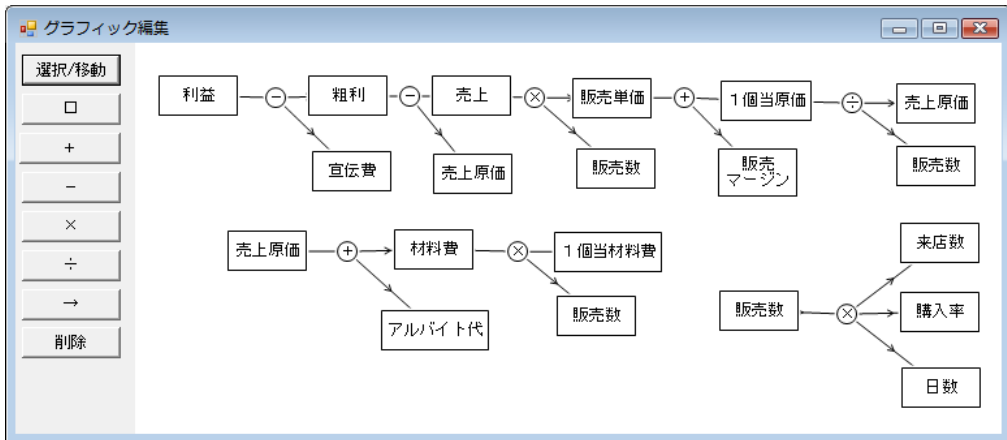 グラフィック編集
選択/移動
□
+
−
×
÷
→
削除
利益
−
粗利
−
売上
×
販売単価
+
1個当原価
÷
売上原価
宣伝費
売上原価
販売数
販売
マージン
販売数
売上原価
+
材料費
×
1個当材料費
アルバイト代
販売数
販売数
×
来店数
購入率
日数